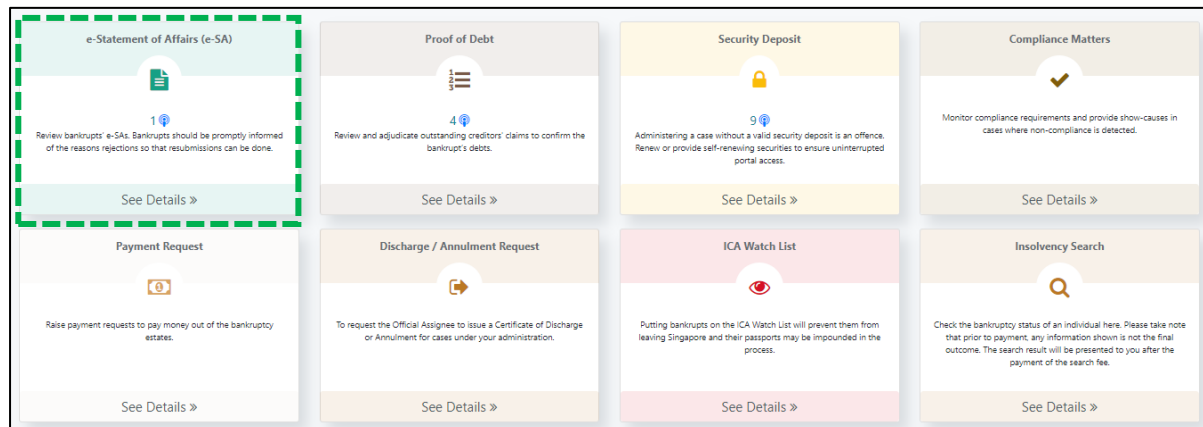 e-Statement of Affairs (e-SA)
1
Review bankrupts' e-SAs. Bankrupts should be promptly informed
of the reasons rejections so that resubmissions can be done.
See Details »
Proof of Debt
1
2
3
4
Review and adjudicate outstanding creditors' claims to confirm the
bankrupt's debts.
See Details »
Security Deposit
9
Administering a case without a valid security deposit is an offence.
Renew or provide self-renewing securities to ensure uninterrupted
portal access.
See Details »
Compliance Matters
Monitor compliance requirements and provide show-causes in
cases where non-compliance is detected.
See Details »
Payment Request
Raise payment requests to pay money out of the bankruptcy
estates.
See Details »
Discharge / Annulment Request
To request the Official Assignee to issue a Certificate of Discharge
or Annulment for cases under your administration.
See Details »
ICA Watch List
Putting bankrupts on the ICA Watch List will prevent them from
leaving Singapore and their passports may be impounded in the
process.
See Details »
Insolvency Search
Check the bankruptcy status of an individual here. Please take note
that prior to payment, any information shown is not the final
outcome. The search result will be presented to you after the
payment of the search fee.
See Details »